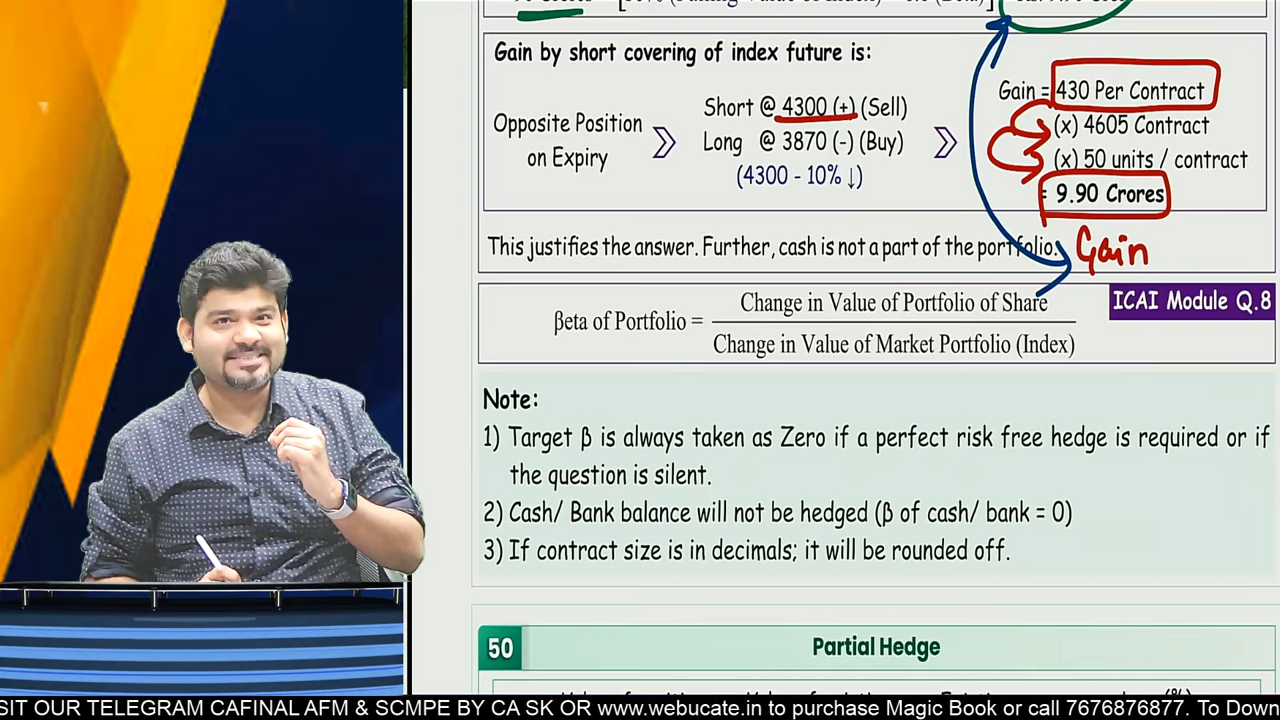 90 Crores
Rs. 9.90
Gain by short covering of index future is:
Opposite Position
on Expiry
Short @ 4300 (+) (Sell)
Long @ 3870 (-) (Buy)
(4300 - 10% ↓)
Gain = 430 Per Contract
(x) 4605 Contract
(x) 50 units / contract
= 9.90 Crores
This justifies the answer. Further, cash is not a part of the portfolio.
Gain
βeta of Portfolio = Change in Value of Portfolio of Share
Change in Value of Market Portfolio (Index)
ICAI Module Q.8
Note:
1) Target β is always taken as Zero if a perfect risk free hedge is required or if
the question is silent.
2) Cash/ Bank balance will not be hedged (β of cash/ bank = 0)
3) If contract size is in decimals; it will be rounded off.
50
Partial Hedge
SIT OUR TELEGRAM CAFINAL AFM & SCMPE BY CA SK OR www.webucate.in to purchase Magic Book or call 7676876877. To Down